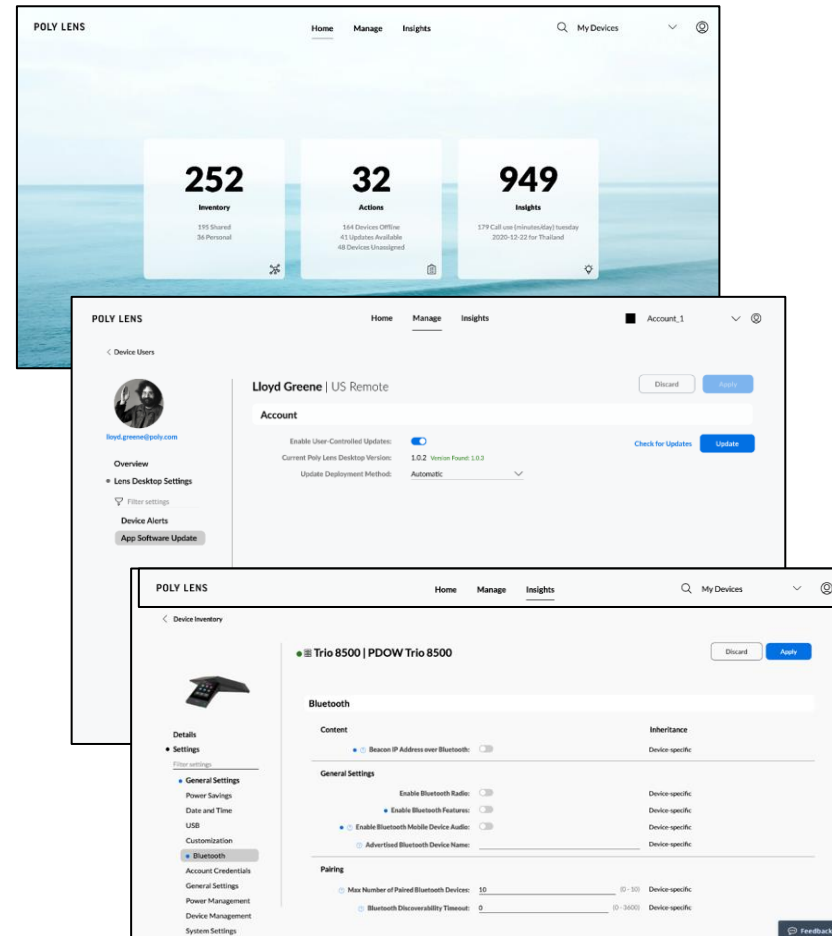 POLY LENS
Home Manage Insights
My Devices
252
Inventory
195 Shared
36 Personal
32
Actions
164 Devices Offline
41 Updates Available
48 Devices Unassigned
949
Insights
179 Call use (minutes/day) tuesday
2020-12-22 for Thailand
POLY LENS
Home Manage Insights
Account_1
< Device Users
lloyd.greene@poly.com
Overview
Lens Desktop Settings
Filter settings
Device Alerts
App Software Update
Lloyd Greene | US Remote
Discard Apply
Account
Enable User-Controlled Updates:
Check for Updates Update
Current Poly Lens Desktop Version: 1.0.2 Version Found: 1.0.3
Update Deployment Method: Automatic
POLY LENS
Home Manage Insights
My Devices
< Device Inventory
Trio 8500 | PDOW Trio 8500
Discard Apply
Details
Settings
Filter settings
General Settings
Power Savings
Date and Time
USB
Customization
Bluetooth
Account Credentials
General Settings
Power Management
Device Management
System Settings
Bluetooth
Content Inheritance
Beacon IP Address over Bluetooth: Device-specific
General Settings
Enable Bluetooth Radio: Device-specific
Enable Bluetooth Features: Device-specific
Enable Bluetooth Mobile Device Audio: Device-specific
Advertised Bluetooth Device Name: Device-specific
Pairing
Max Number of Paired Bluetooth Devices: 10 (0 - 10) Device-specific
Bluetooth Discoverability Timeout: 0 (0 - 3600) Device-specific
Feedback